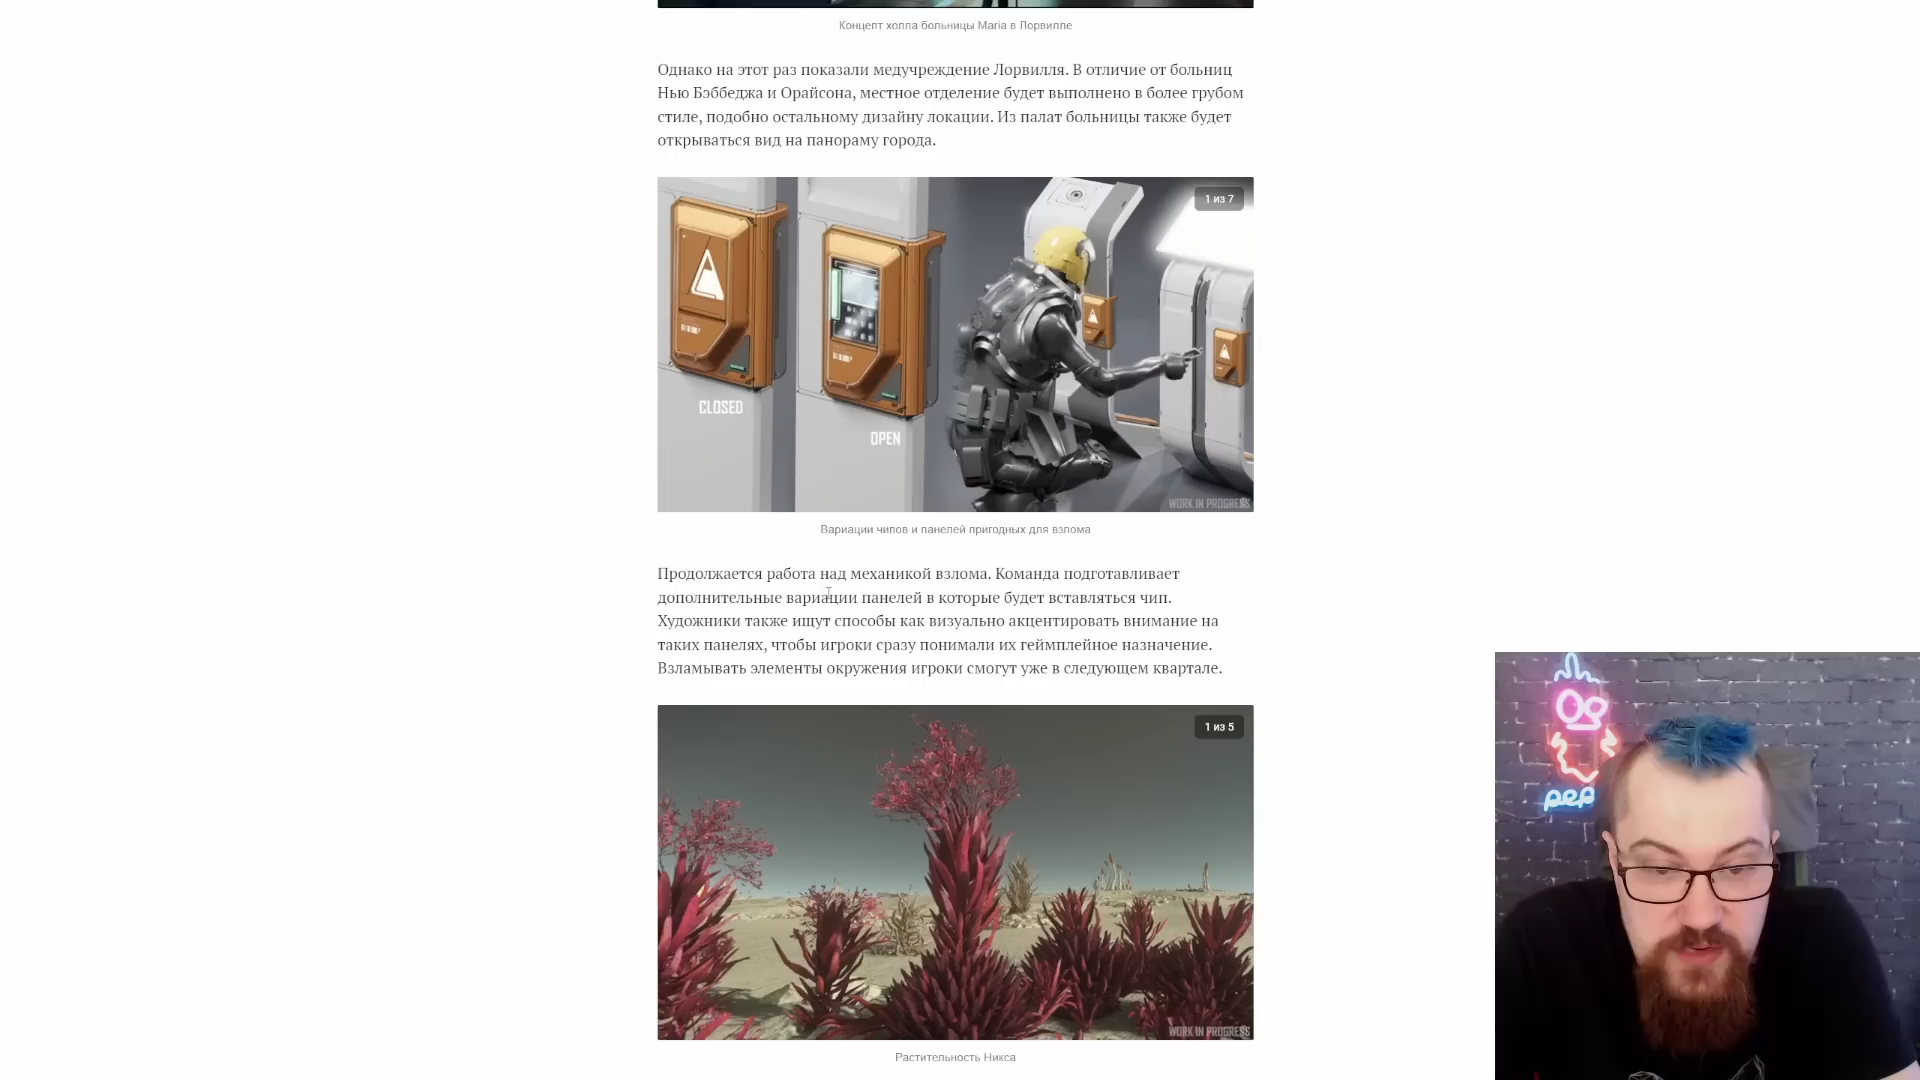 Концепт холла больницы Maria в Лорвилле
Однако на этот раз показали медучреждение Лорвилля. В отличие от больниц
Нью Бэббеджа и Орайсона, местное отделение будет выполнено в более грубом
стиле, подобно остальному дизайну локации. Из палат больницы также будет
открываться вид на панораму города.
1 из 7
CLOSED
OPEN
WORK IN PROGRESS
Вариации чипов и панелей пригодных для взлома
Продолжается работа над механикой взлома. Команда подготавливает
дополнительные вариации панелей в которые будет вставляться чип.
Художники также ищут способы как визуально акцентировать внимание на
таких панелях, чтобы игроки сразу понимали их геймплейное назначение.
Взламывать элементы окружения игроки смогут уже в следующем квартале.
1 из 5
WORK IN PROGRESS
Растительность Никса
pepe